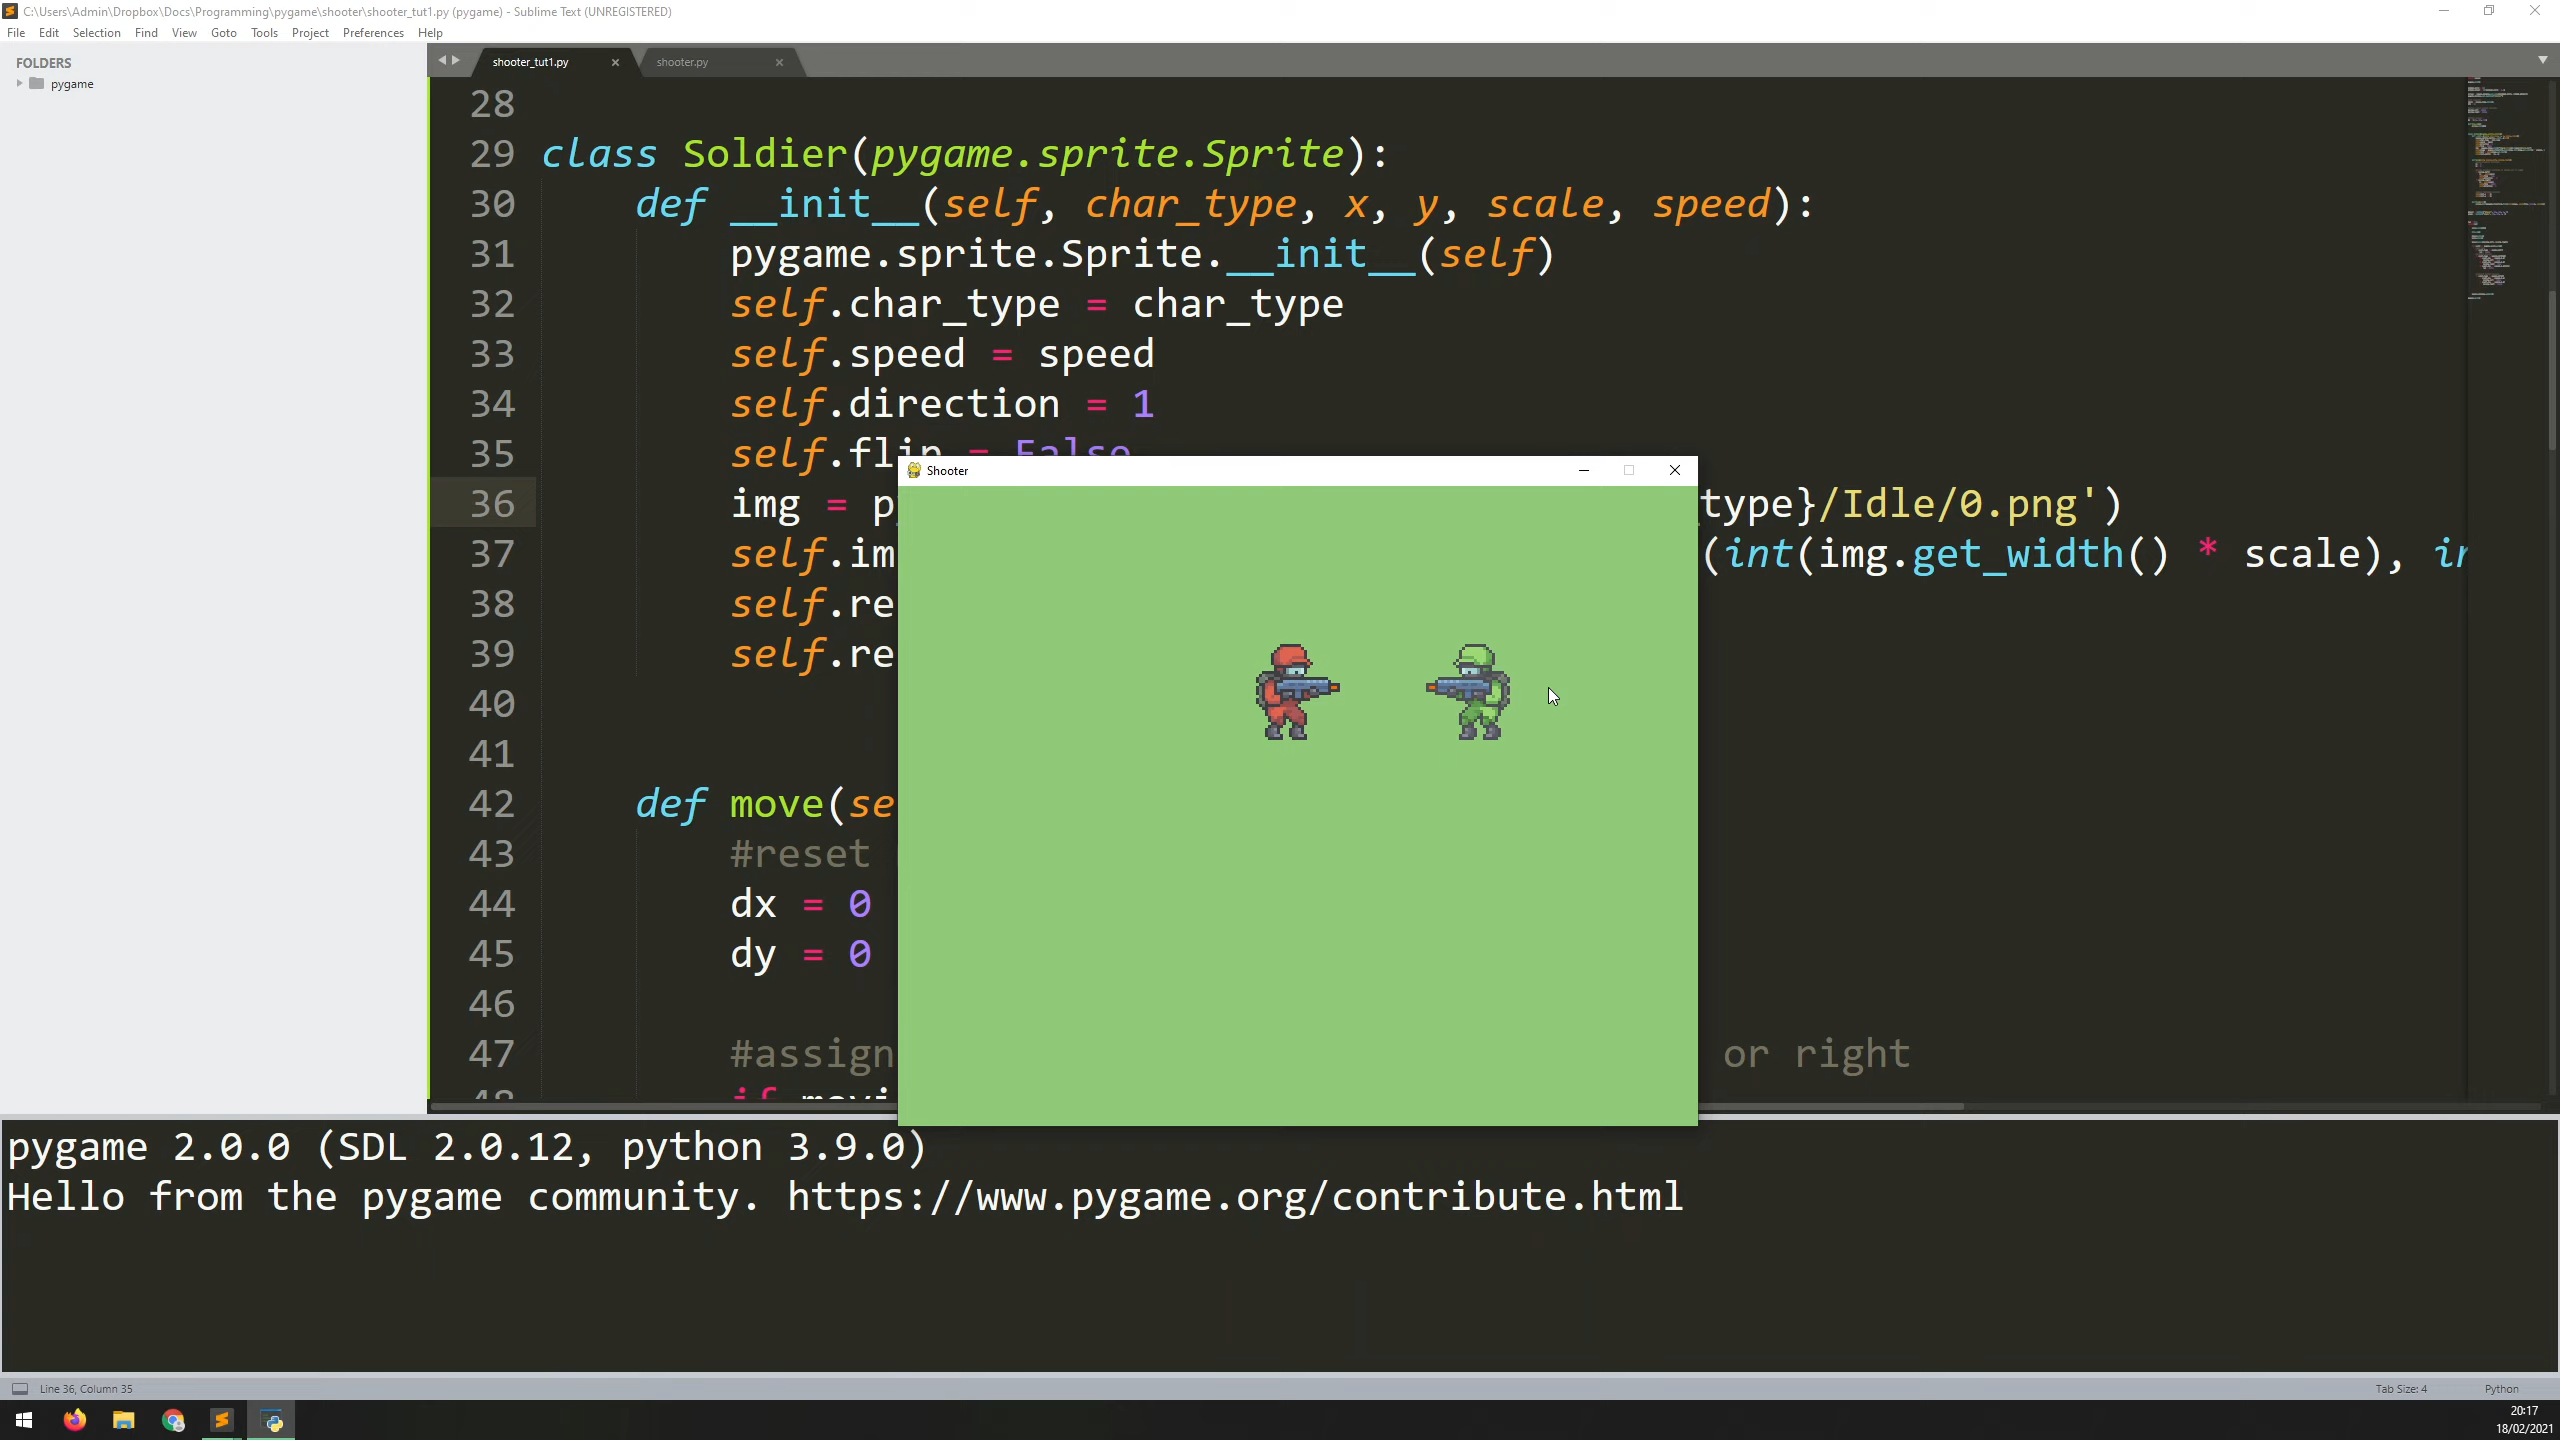 C:\Users\Admin\Dropbox\Docs\Programming\pygame\shooter\shooter_tut1.py (pygame) - Sublime Text (UNREGISTERED)
File Edit Selection Find View Goto Tools Project Preferences Help
FOLDERS
pygame
shooter_tut1.py shooter.py
28
29 class Soldier(pygame.sprite.Sprite):
30 def __init__(self, char_type, x, y, scale, speed):
31 pygame.sprite.Sprite.__init__(self)
32 self.char_type = char_type
33 self.speed = speed
34 self.direction = 1
35 self.flip = False
36 img = p type}/Idle/0.png')
37 self.im (int(img.get_width() * scale), in
38 self.re
39 self.re
40
41
42 def move(se
43 #reset
44 dx = 0
45 dy = 0
46
47 #assign or right
48 if movi
Shooter
pygame 2.0.0 (SDL 2.0.12, python 3.9.0)
Hello from the pygame community. https://www.pygame.org/contribute.html
Line 36, Column 35 Tab Size: 4 Python
20:17
18/02/2021